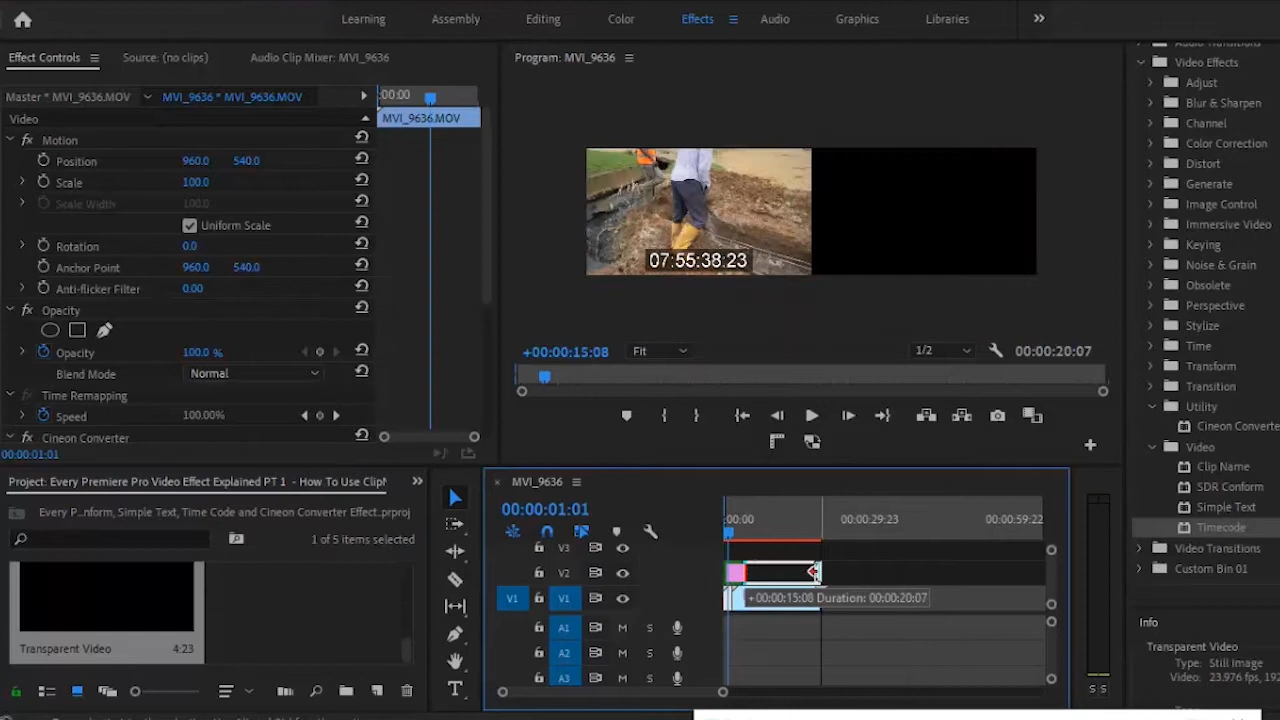 Learning
Assembly
Editing
Color
Effects
Audio
Graphics
Libraries
Effect Controls
Source: (no clips)
Audio Clip Mixer: MVI_9636
Program: MVI_9636
Master * MVI_9636.MOV
MVI_9636 * MVI_9636.MOV
:00:00
MVI_9636.MOV
Video
Motion
Position 960.0 540.0
Scale 100.0
Scale Width 100.0
Uniform Scale
Rotation 0.0
Anchor Point 960.0 540.0
Anti-flicker Filter 0.00
Opacity
Opacity 100.0 %
Blend Mode Normal
Time Remapping
Speed 100.00%
Cineon Converter
00:00:01:01
07:55:38:23
+00:00:15:08
Fit
1/2
00:00:20:07
Audio Transitions
Video Effects
Adjust
Blur & Sharpen
Channel
Color Correction
Distort
Generate
Image Control
Immersive Video
Keying
Noise & Grain
Obsolete
Perspective
Stylize
Time
Transform
Transition
Utility
Cineon Converte
Video
Clip Name
SDR Conform
Simple Text
Timecode
Video Transitions
Custom Bin 01
Info
Transparent Video
Type: Still Image
Video: 23.976 fps, 192
Project: Every Premiere Pro Video Effect Explained PT 1 - How To Use ClipN
Every P...nform, Simple Text, Time Code and Cineon Converter Effect.prproj
1 of 5 items selected
Transparent Video 4:23
MVI_9636
00:00:01:01
:00:00
00:00:29:23
00:00:59:22
V3
V2
V1 V1
+00:00:15:08 Duration: 00:00:20:07
A1 M S
A2 M S
A3 M S
S S